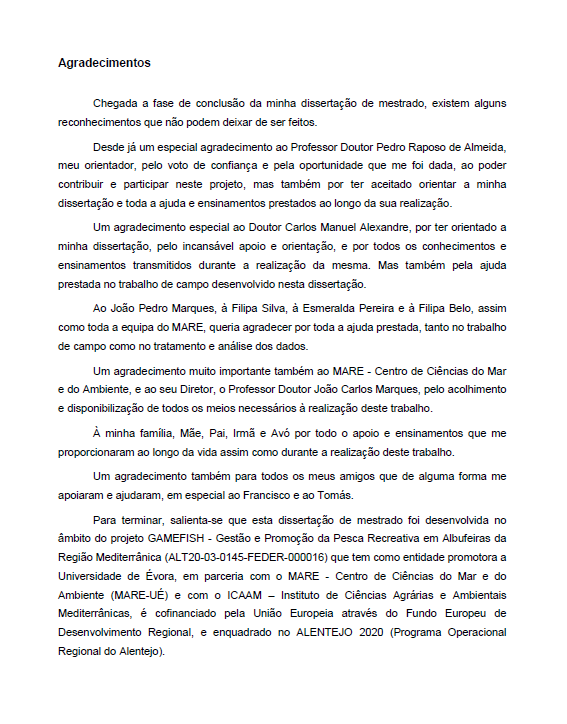 Agradecimentos
Chegada a fase de conclusão da minha dissertação de mestrado, existem alguns
reconhecimentos que não podem deixar de ser feitos.
Desde já um especial agradecimento ao Professor Doutor Pedro Raposo de Almeida,
meu orientador, pelo voto de confiança e pela oportunidade que me foi dada, ao poder
contribuir e participar neste projeto, mas também por ter aceitado orientar a minha
dissertação e toda a ajuda e ensinamentos prestados ao longo da sua realização.
Um agradecimento especial ao Doutor Carlos Manuel Alexandre, por ter orientado a
minha dissertação, pelo incansável apoio e orientação, e por todos os conhecimentos e
ensinamentos transmitidos durante a realização da mesma. Mas também pela ajuda
prestada no trabalho de campo desenvolvido nesta dissertação.
Ao João Pedro Marques, à Filipa Silva, à Esmeralda Pereira e à Filipa Belo, assim
como toda a equipa do MARE, queria agradecer por toda a ajuda prestada, tanto no trabalho
de campo como no tratamento e análise dos dados.
Um agradecimento muito importante também ao MARE - Centro de Ciências do Mar
e do Ambiente, e ao seu Diretor, o Professor Doutor João Carlos Marques, pelo acolhimento
e disponibilização de todos os meios necessários à realização deste trabalho.
À minha família, Mãe, Pai, Irmã e Avó por todo o apoio e ensinamentos que me
proporcionaram ao longo da vida assim como durante a realização deste trabalho.
Um agradecimento também para todos os meus amigos que de alguma forma me
apoiaram e ajudaram, em especial ao Francisco e ao Tomás.
Para terminar, salienta-se que esta dissertação de mestrado foi desenvolvida no
âmbito do projeto GAMEFISH - Gestão e Promoção da Pesca Recreativa em Albufeiras da
Região Mediterrânica (ALT20-03-0145-FEDER-000016) que tem como entidade promotora a
Universidade de Évora, em parceria com o MARE - Centro de Ciências do Mar e do
Ambiente (MARE-UÉ) e com o ICAAM – Instituto de Ciências Agrárias e Ambientais
Mediterrânicas, é cofinanciado pela União Europeia através do Fundo Europeu de
Desenvolvimento Regional, e enquadrado no ALENTEJO 2020 (Programa Operacional
Regional do Alentejo).